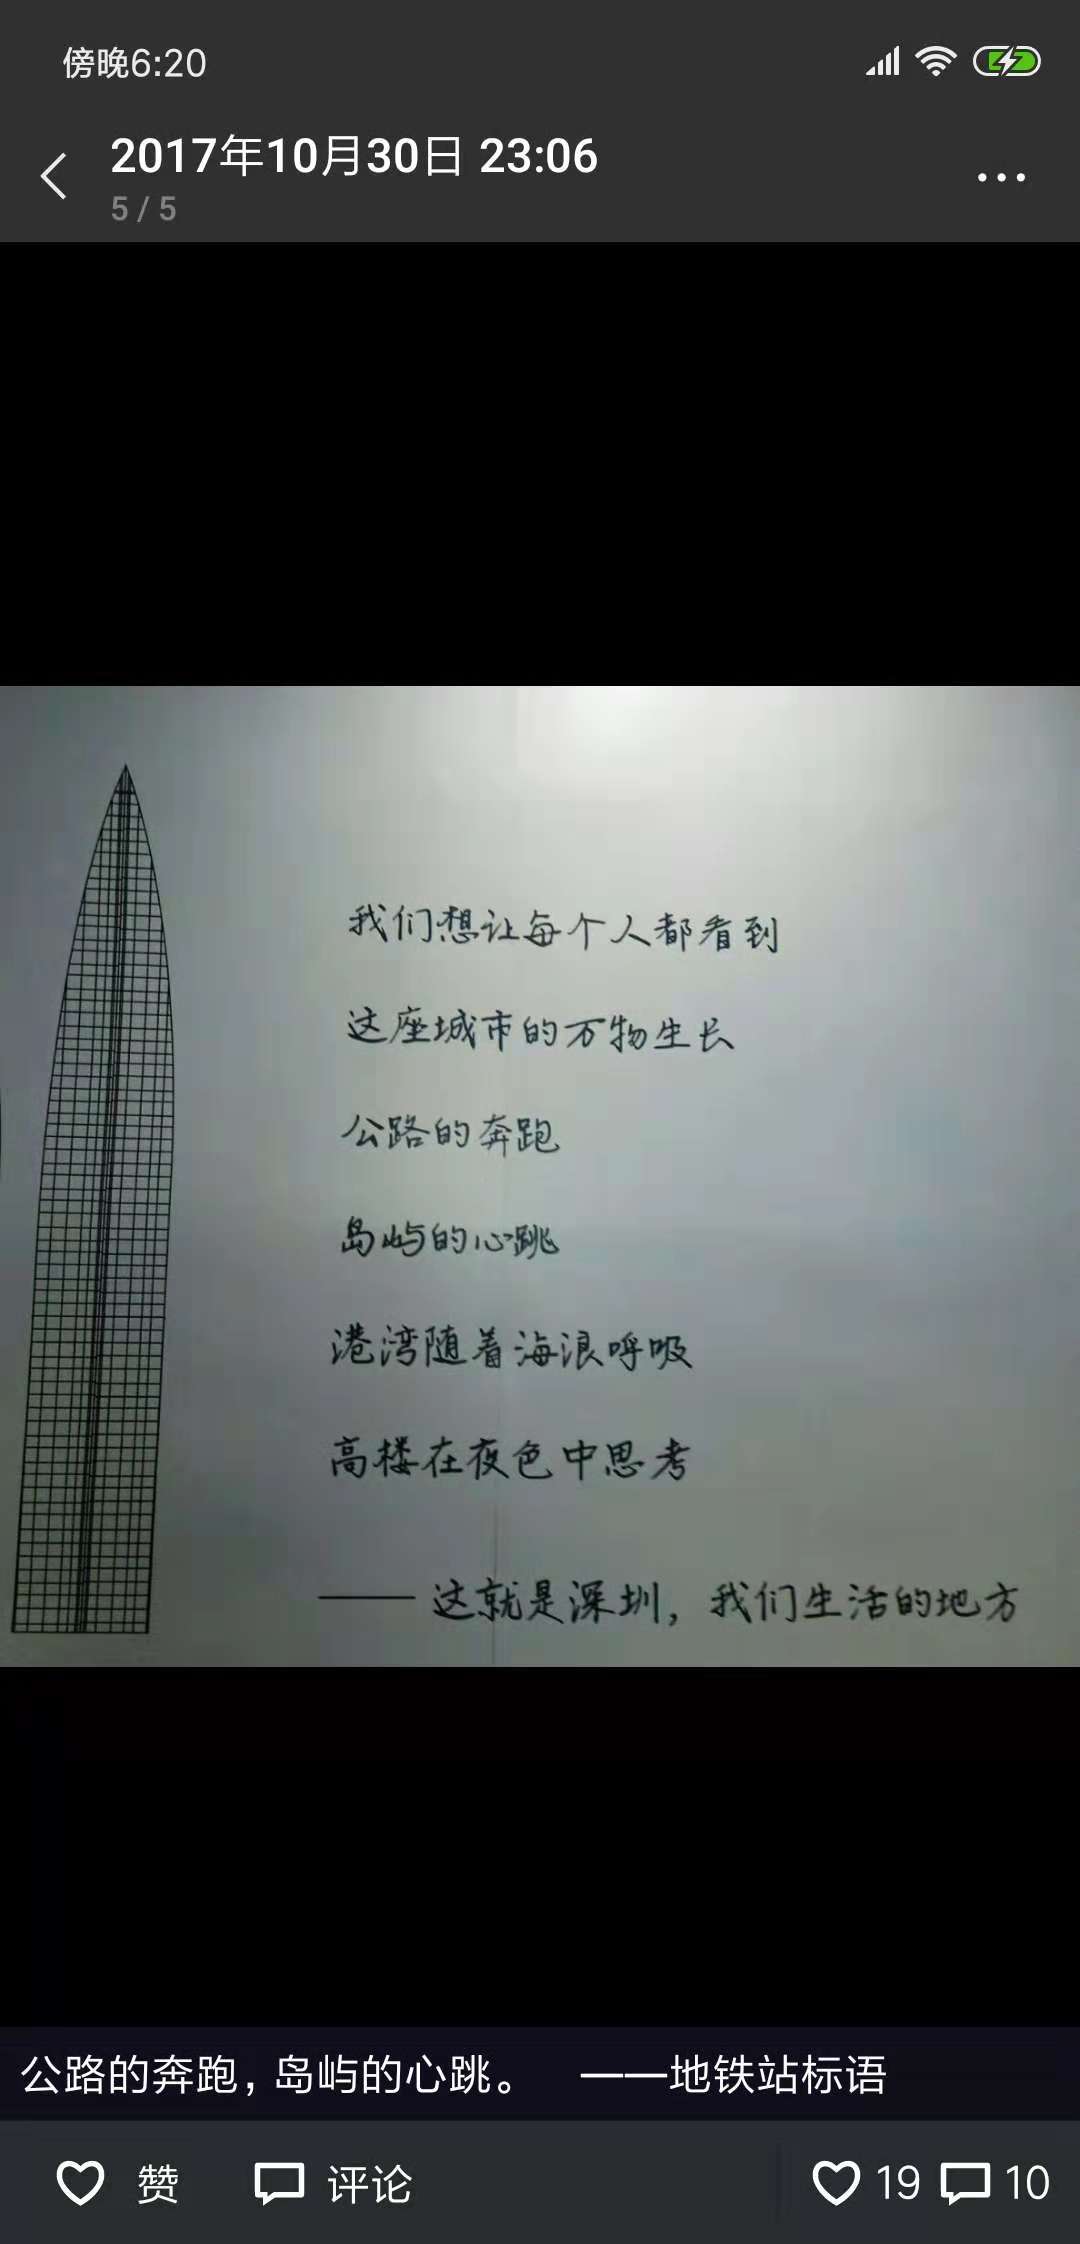 傍晚6:20
2017年10月30日 23:06
5 / 5
我们想让每个人都看到
这座城市的万物生长
公路的奔跑
岛屿的心跳
港湾随着海浪呼吸
高楼在夜色中思考
——这就是深圳，我们生活的地方
公路的奔跑，岛屿的心跳。 ——地铁站标语
赞 评论 19 10